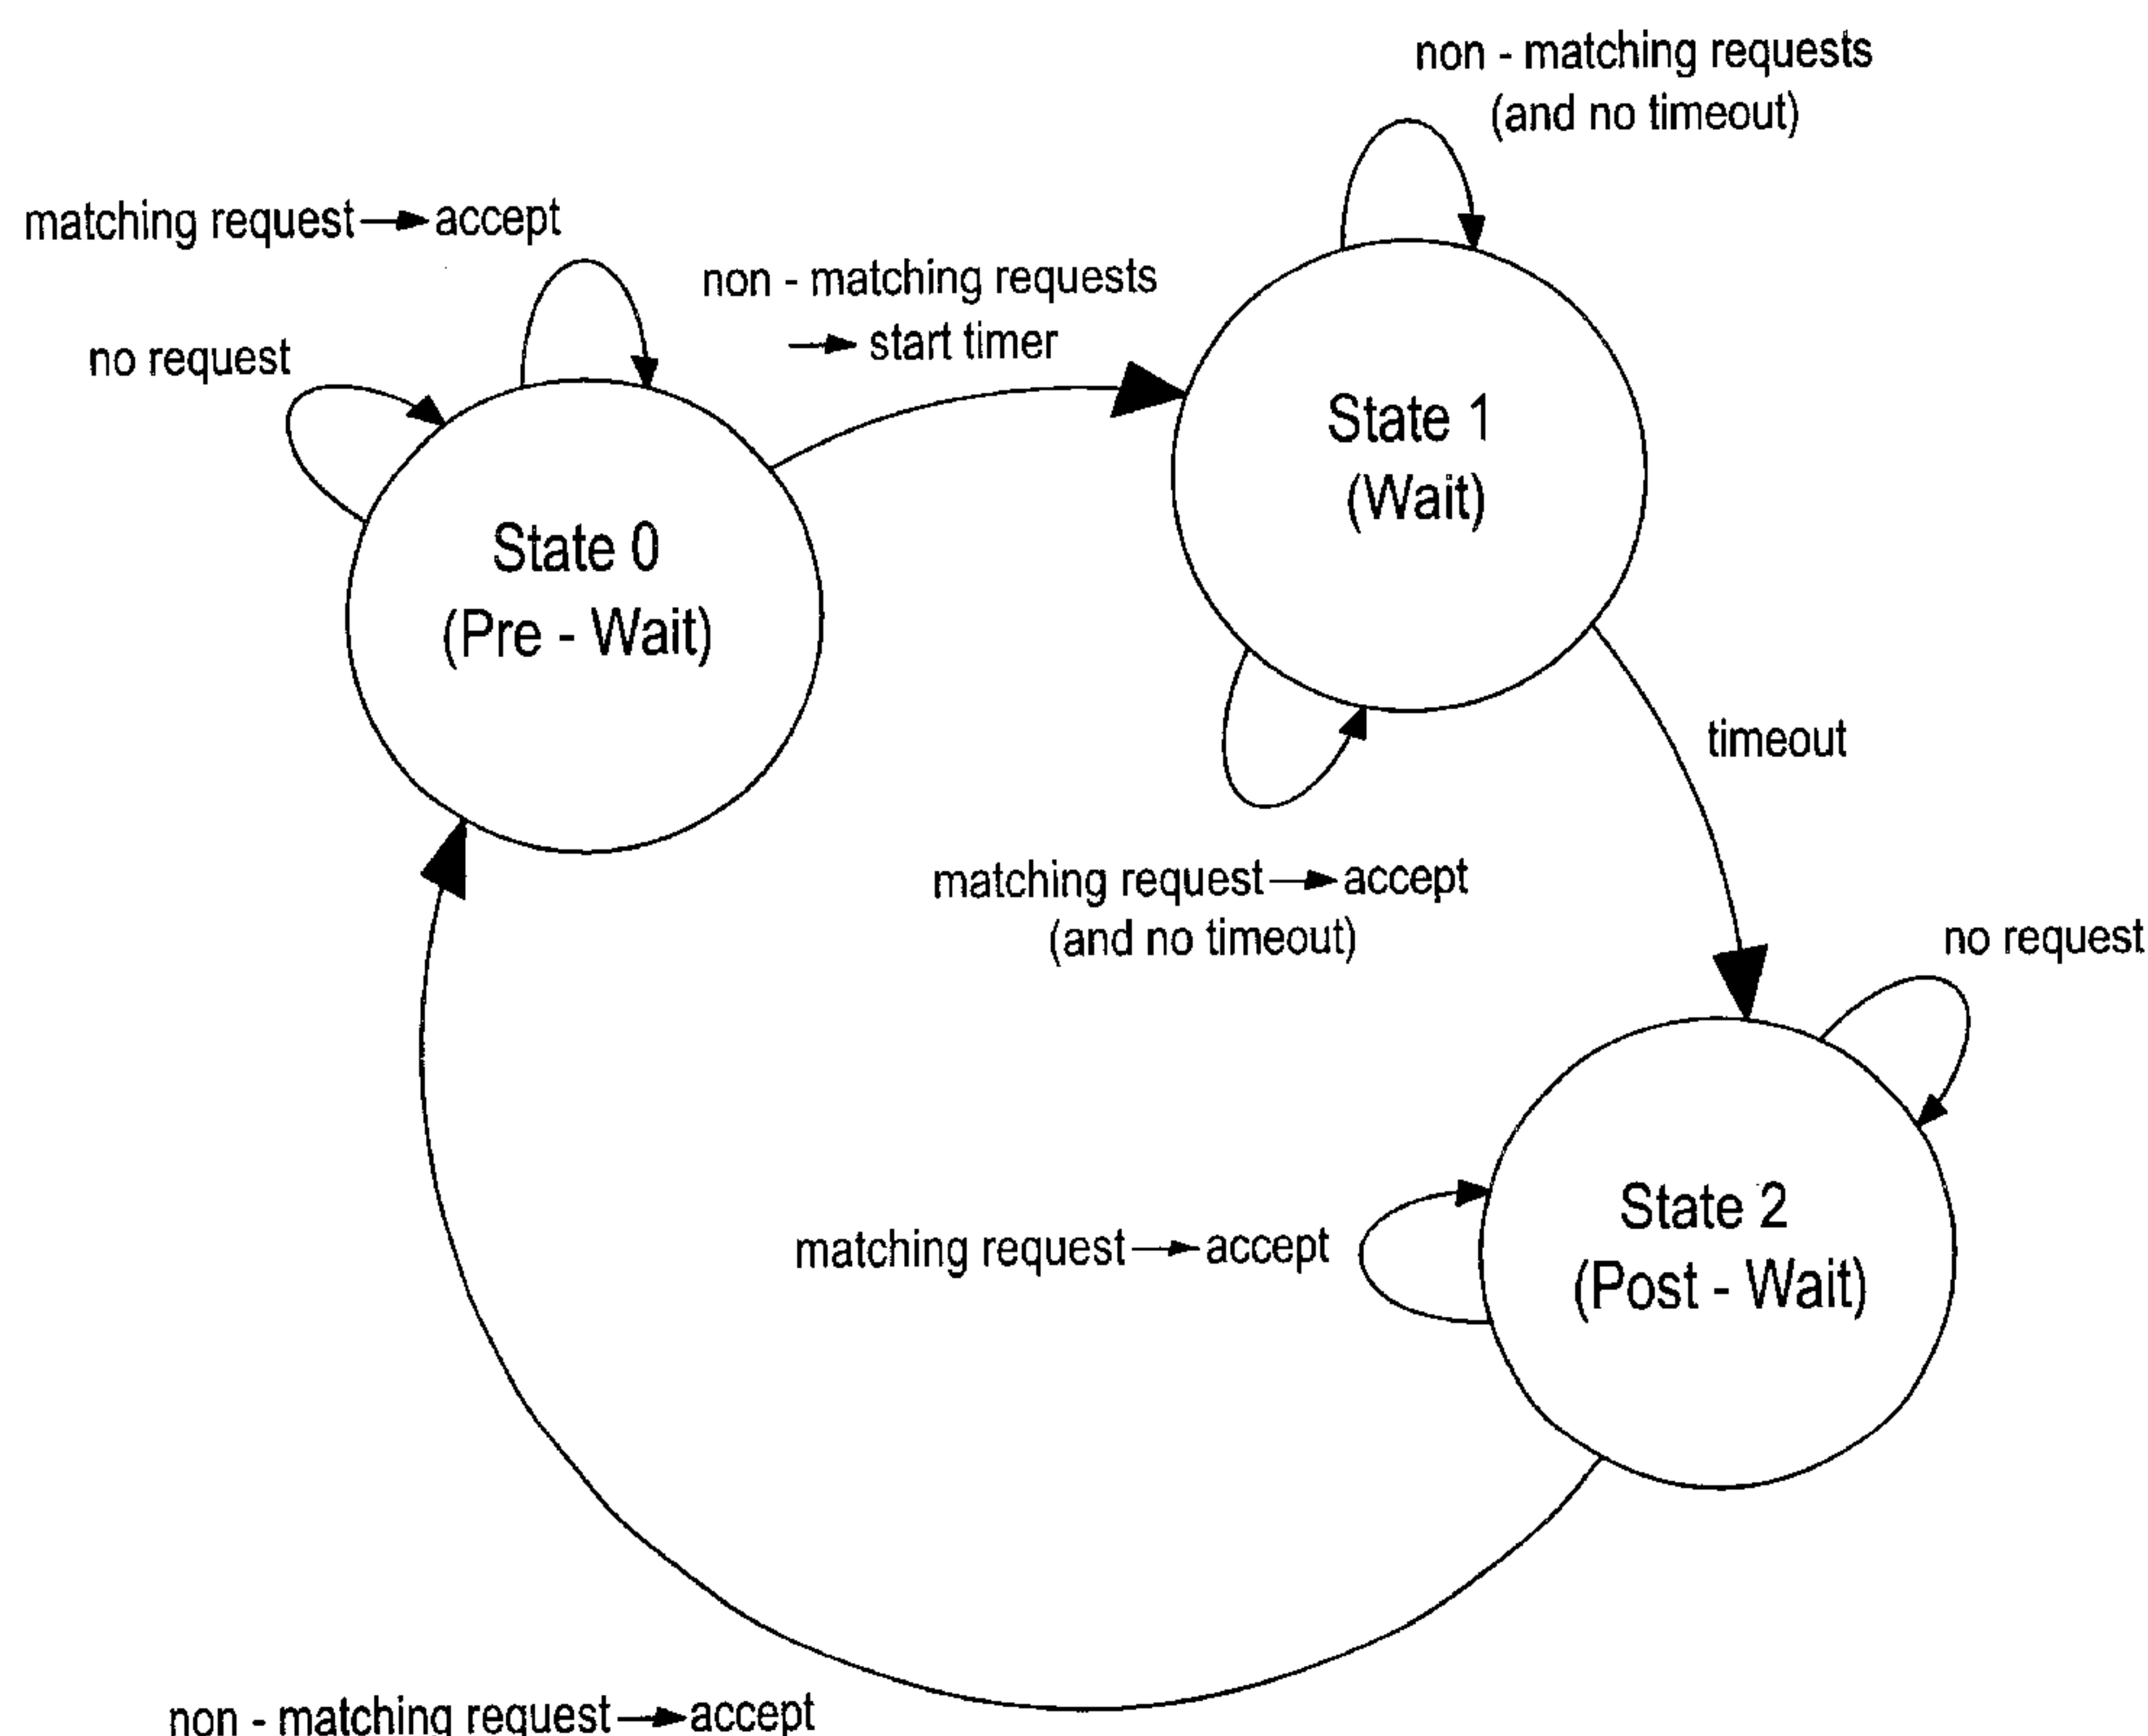 non - matching requests
(and no timeout)
matching request → accept
non - matching requests
→ start timer
no request
State 1
(Wait)
State 0
(Pre - Wait)
timeout
matching request → accept
(and no timeout)
no request
State 2
(Post - Wait)
matching request → accept
non - matching request → accept